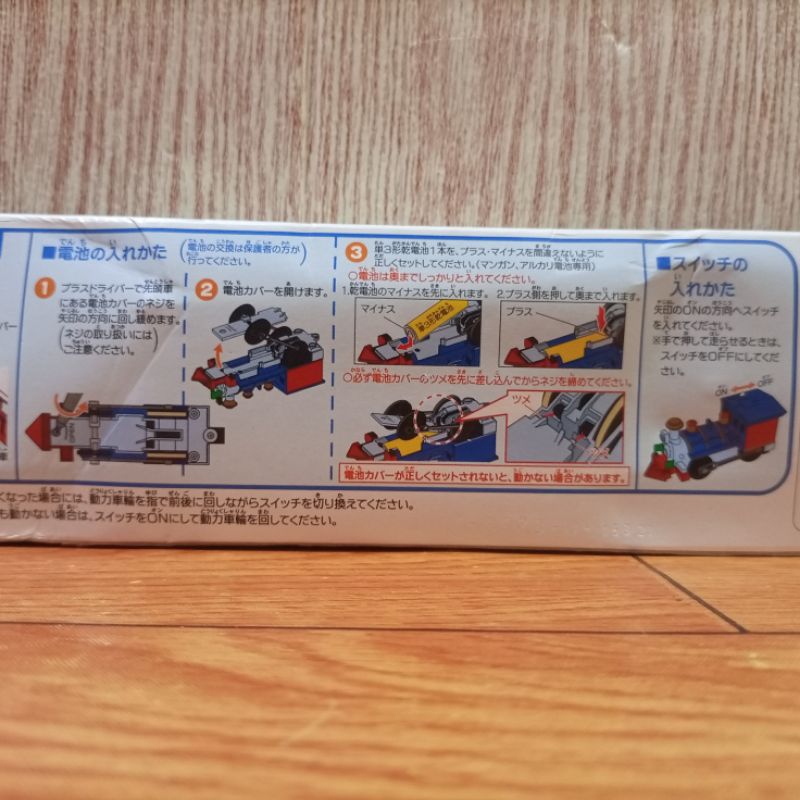 ■電池の入れかた
(電池の交換は保護者の方が
行ってください。)
1 プラスドライバーで先頭車
にある電池カバーのネジを
矢印の方向に回し緩めます。
(ネジの取り扱いには
ご注意ください。)
OPEN
2 電池カバーを開けます。
3 単3形乾電池1本を、プラス・マイナスを間違えないように
正しくセットしてください。(マンガン、アルカリ電池専用)
○電池は奥までしっかりと入れてください。
1.乾電池のマイナスを先に入れます。
2.プラス側を押して奥まで入れます。
マイナス
単3形乾電池
プラス
○必ず電池カバーのツメを先に差し込んでからネジを締めてください。
ツメ
電池カバーが正しくセットされないと、動かない場合があります。
■スイッチの
入れかた
矢印のONの方向へスイッチ
を入れてください。
※手で押して走らせるときは、
スイッチをOFFにしてくだ
さい。
ON
OFF
くなった場合には、動力車輪を指で前後に回しながらスイッチを切り換えてください。
も動かない場合は、スイッチをONにして動力車輪を回してください。